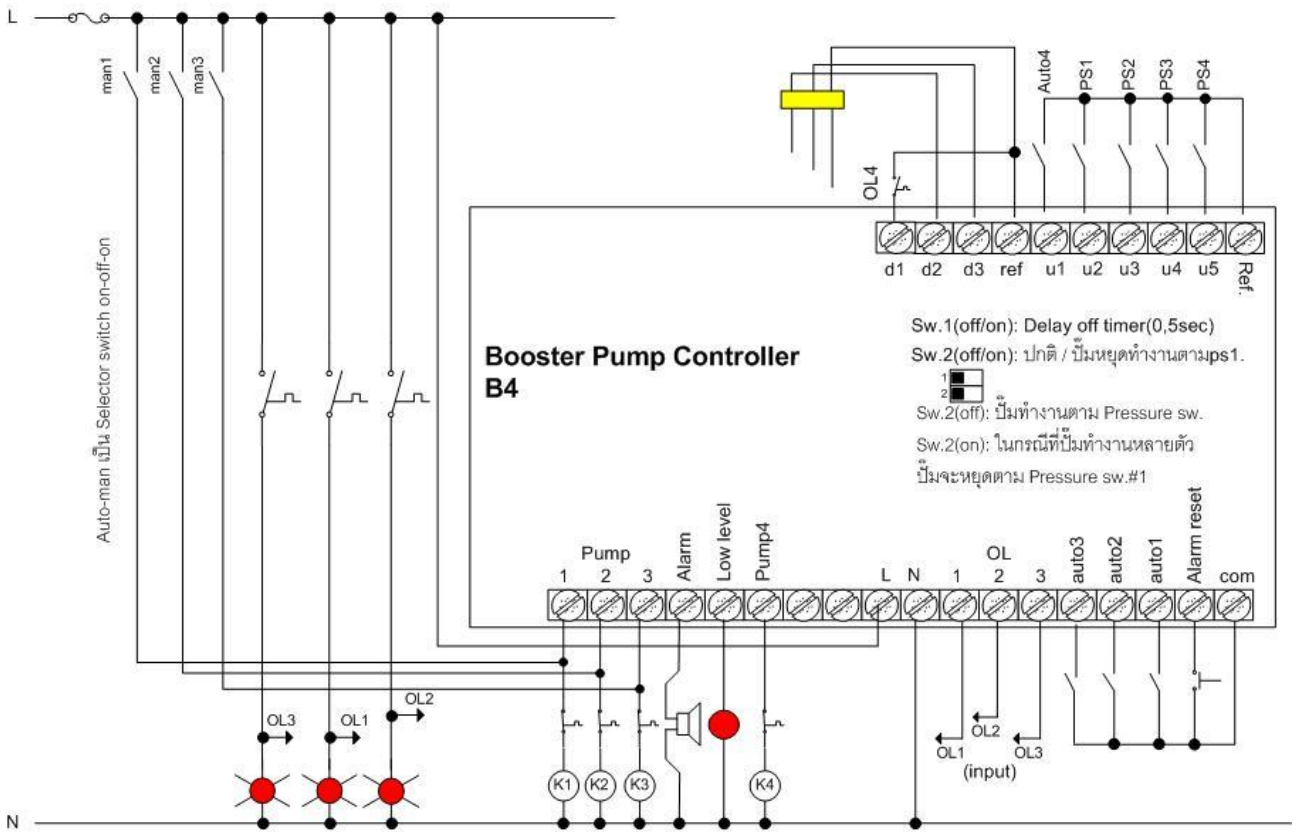 L
man1
man2
man3
Auto4
PS1
PS2
PS3
PS4
OL4
d1 d2 d3 ref u1 u2 u3 u4 u5 Ref.
Auto-man เป็น Selector switch on-off-on
Booster Pump Controller
B4
Sw.1(off/on): Delay off timer(0,5sec)
Sw.2(off/on): ปกติ / ปั๊มหยุดทำงานตามps1.
1
2
Sw.2(off): ปั๊มทำงานตาม Pressure sw.
Sw.2(on): ในกรณีที่ปั๊มทำงานหลายตัว
ปั๊มจะหยุดตาม Pressure sw.#1
Pump
1 2 3 Alarm Low level Pump4 L N
OL
1 2 3 auto3 auto2 auto1 Alarm reset com
OL3
OL1
OL2
OL1
OL2
OL3
(input)
K1
K2
K3
K4
N